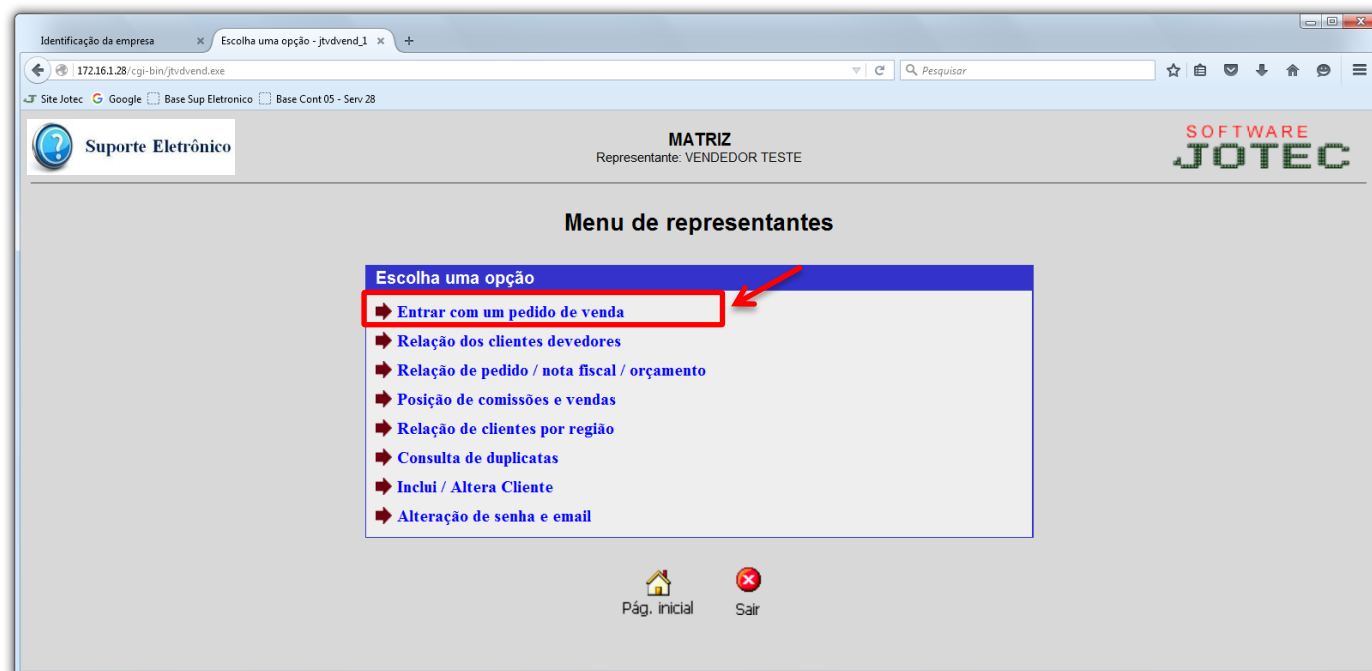 Identificação da empresa × Escolha uma opção - jtvdvend_1 × +
172.16.1.28/cgi-bin/jtvdvend.exe Pesquisar
Site Jotec Google Base Sup Eletronico Base Cont 05 - Serv 28
Suporte Eletrônico
MATRIZ
Representante: VENDEDOR TESTE
SOFTWARE
JOTEC
Menu de representantes
Escolha uma opção
Entrar com um pedido de venda
Relação dos clientes devedores
Relação de pedido / nota fiscal / orçamento
Posição de comissões e vendas
Relação de clientes por região
Consulta de duplicatas
Inclui / Altera Cliente
Alteração de senha e email
Pág. inicial Sair